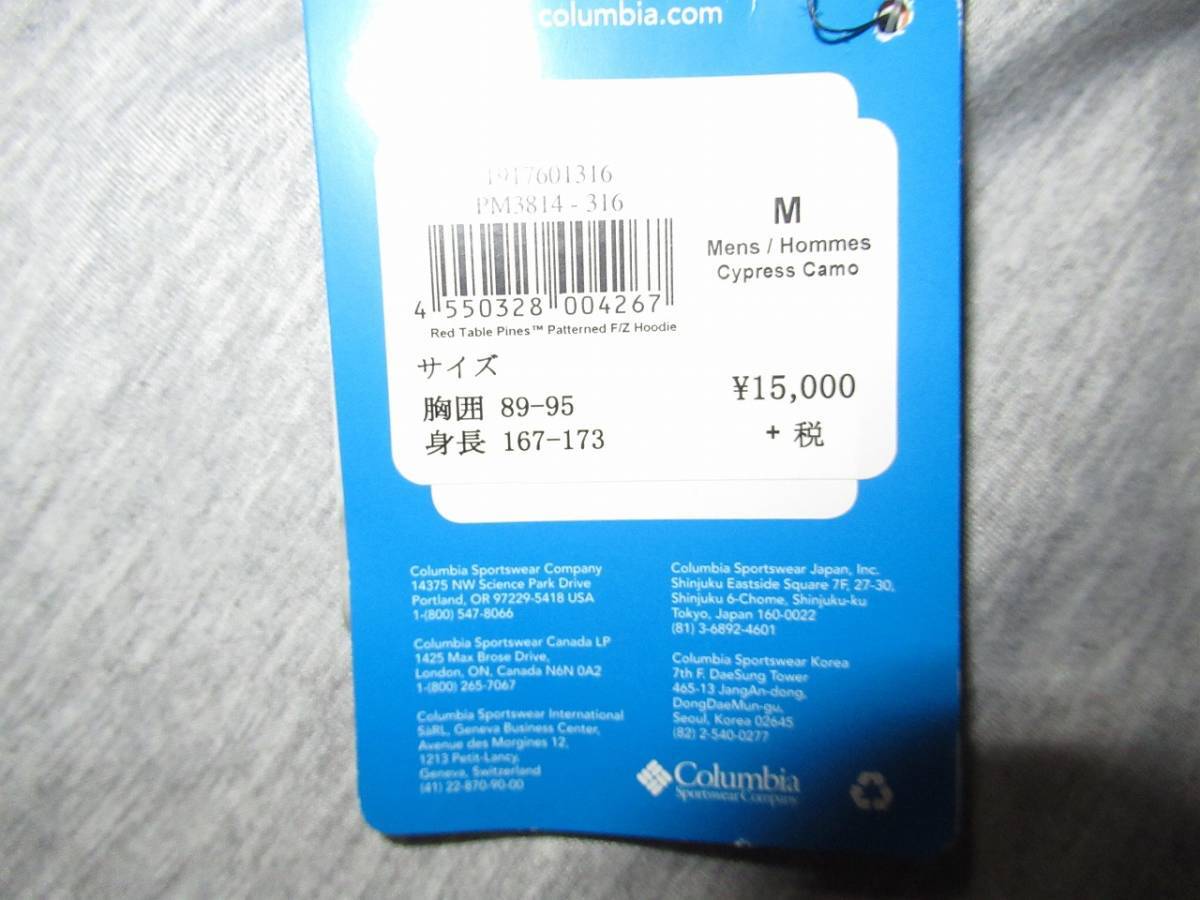 columbia.com
1917601316
PM3814 - 316
4 550328 004267
Red Table Pines™ Patterned F/Z Hoodie
M
Mens / Hommes
Cypress Camo
サイズ
胸囲 89-95
身長 167-173
¥15,000
+ 税
Columbia Sportswear Company
14375 NW Science Park Drive
Portland, OR 97229-5418 USA
1-(800) 547-8066
Columbia Sportswear Canada LP
1425 Max Brose Drive,
London, ON, Canada N6N 0A2
1-(800) 265-7067
Columbia Sportswear International
SàRL, Geneva Business Center,
Avenue des Morgines 12,
1213 Petit-Lancy,
Geneva, Switzerland
(41) 22-870-90-00
Columbia Sportswear Japan, Inc.
Shinjuku Eastside Square 7F, 27-30,
Shinjuku 6-Chome, Shinjuku-ku
Tokyo, Japan 160-0022
(81) 3-6892-4601
Columbia Sportswear Korea
7th F. DaeSung Tower
465-13 JangAn-dong,
DongDaeMun-gu,
Seoul, Korea 02645
(82) 2-540-0277
Columbia
Sportswear Company